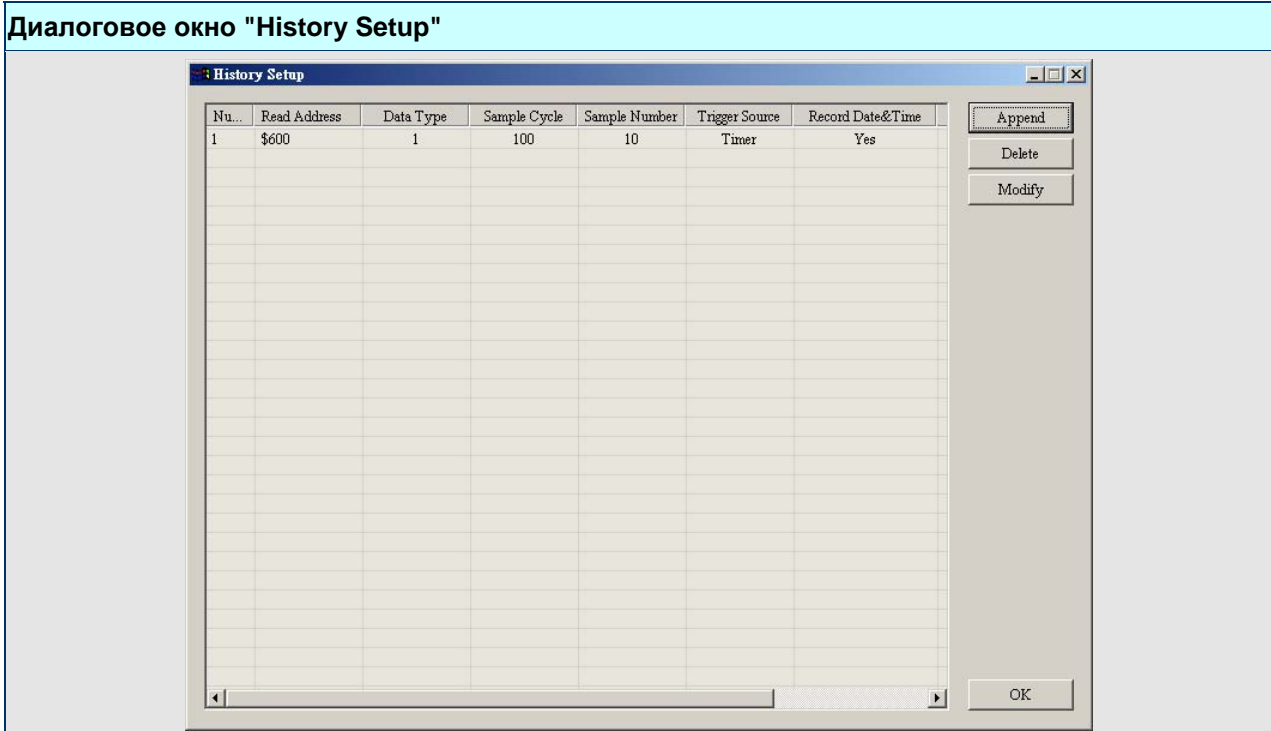 Диалоговое окно "History Setup"
History Setup
Nu... Read Address Data Type Sample Cycle Sample Number Trigger Source Record Date&Time
1 $600 1 100 10 Timer Yes
Append
Delete
Modify
OK